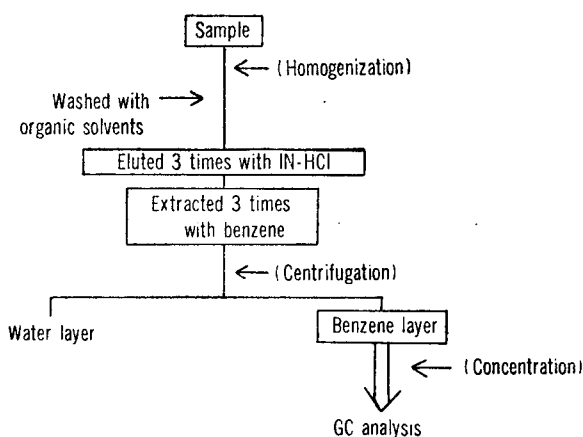 Sample
(Homogenization)
Washed with
organic solvents
Eluted 3 times with IN-HCl
Extracted 3 times
with benzene
(Centrifugation)
Water layer
Benzene layer
(Concentration)
GC analysis